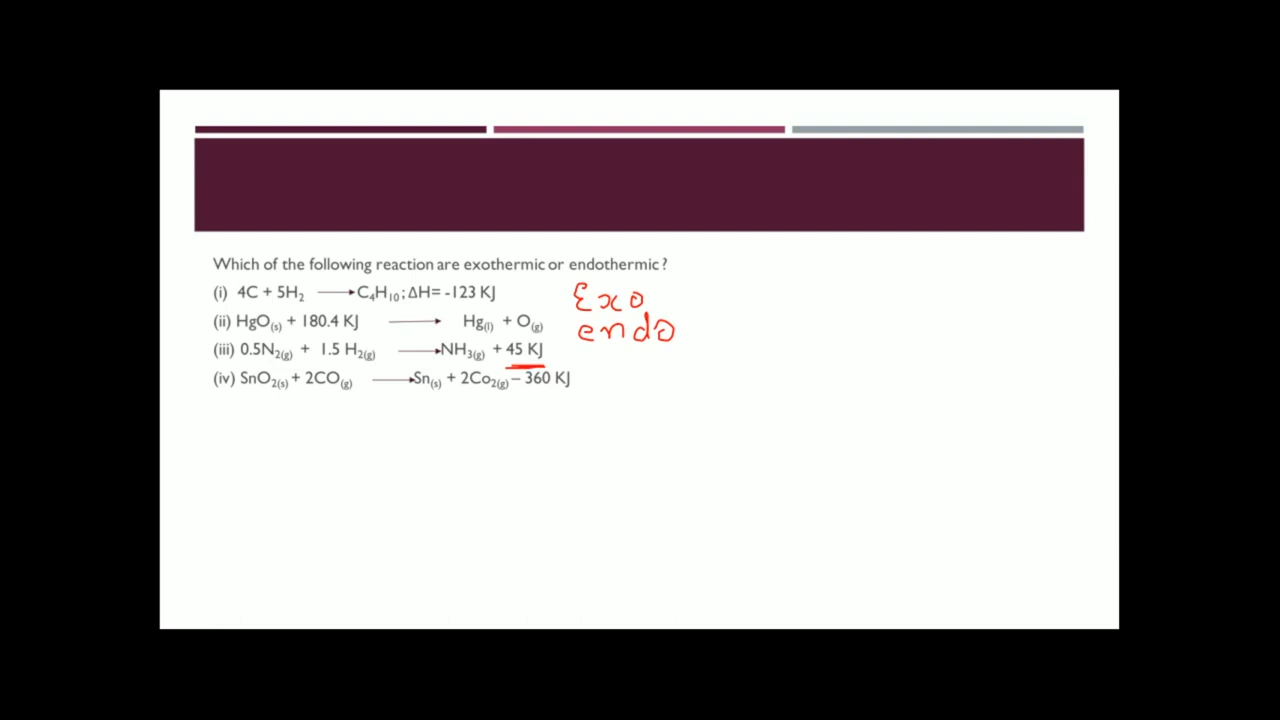 Which of the following reaction are exothermic or endothermic ?
(i) 4C + 5H₂ ⟶ C₄H₁₀ ; ΔH= -123 KJ Exo
(ii) HgO₍ₛ₎ + 180.4 KJ ⟶ Hg₍ₗ₎ + O₍g₎ endo
(iii) 0.5N₂₍g₎ + 1.5 H₂₍g₎ ⟶ NH₃₍g₎ + 45 KJ
(iv) SnO₂₍ₛ₎ + 2CO₍g₎ ⟶ Sn₍ₛ₎ + 2Co₂₍g₎ – 360 KJ